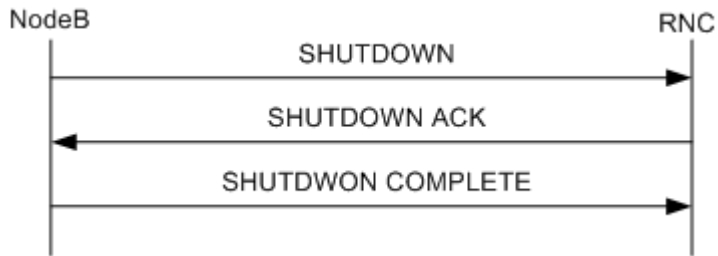 NodeB
RNC
SHUTDOWN
SHUTDOWN ACK
SHUTDWON COMPLETE